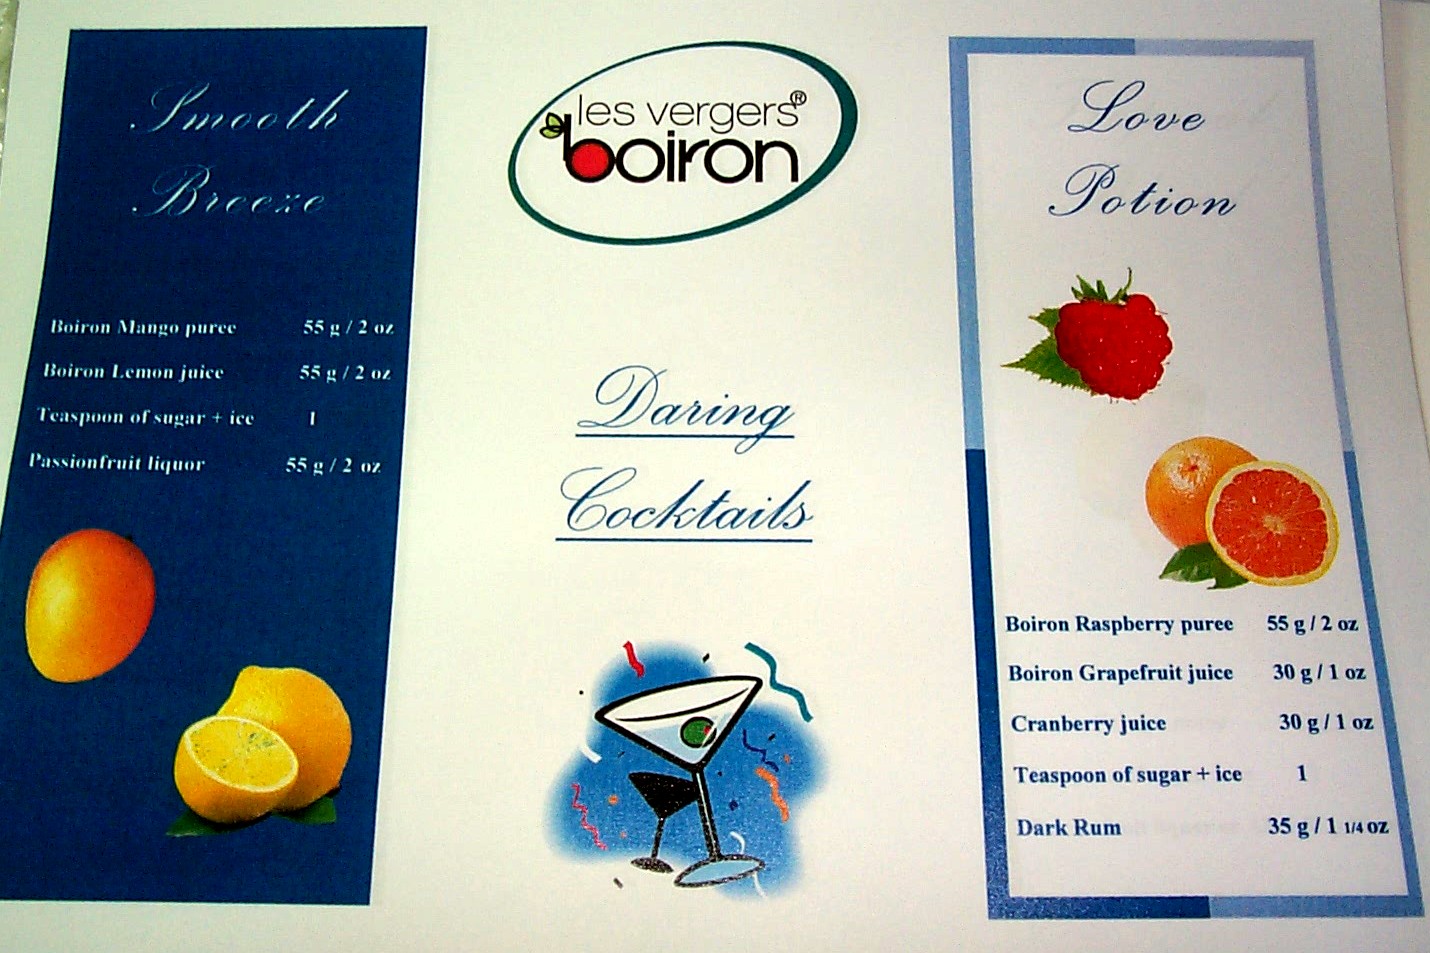 Smooth
Breeze
Boiron Mango puree 55 g / 2 oz
Boiron Lemon juice 55 g / 2 oz
Teaspoon of sugar + ice 1
Passionfruit liquor 55 g / 2 oz
les vergers®
boiron
Daring
Cocktails
Love
Potion
Boiron Raspberry puree 55 g / 2 oz
Boiron Grapefruit juice 30 g / 1 oz
Cranberry juice 30 g / 1 oz
Teaspoon of sugar + ice 1
Dark Rum 35 g / 1 1/4 oz